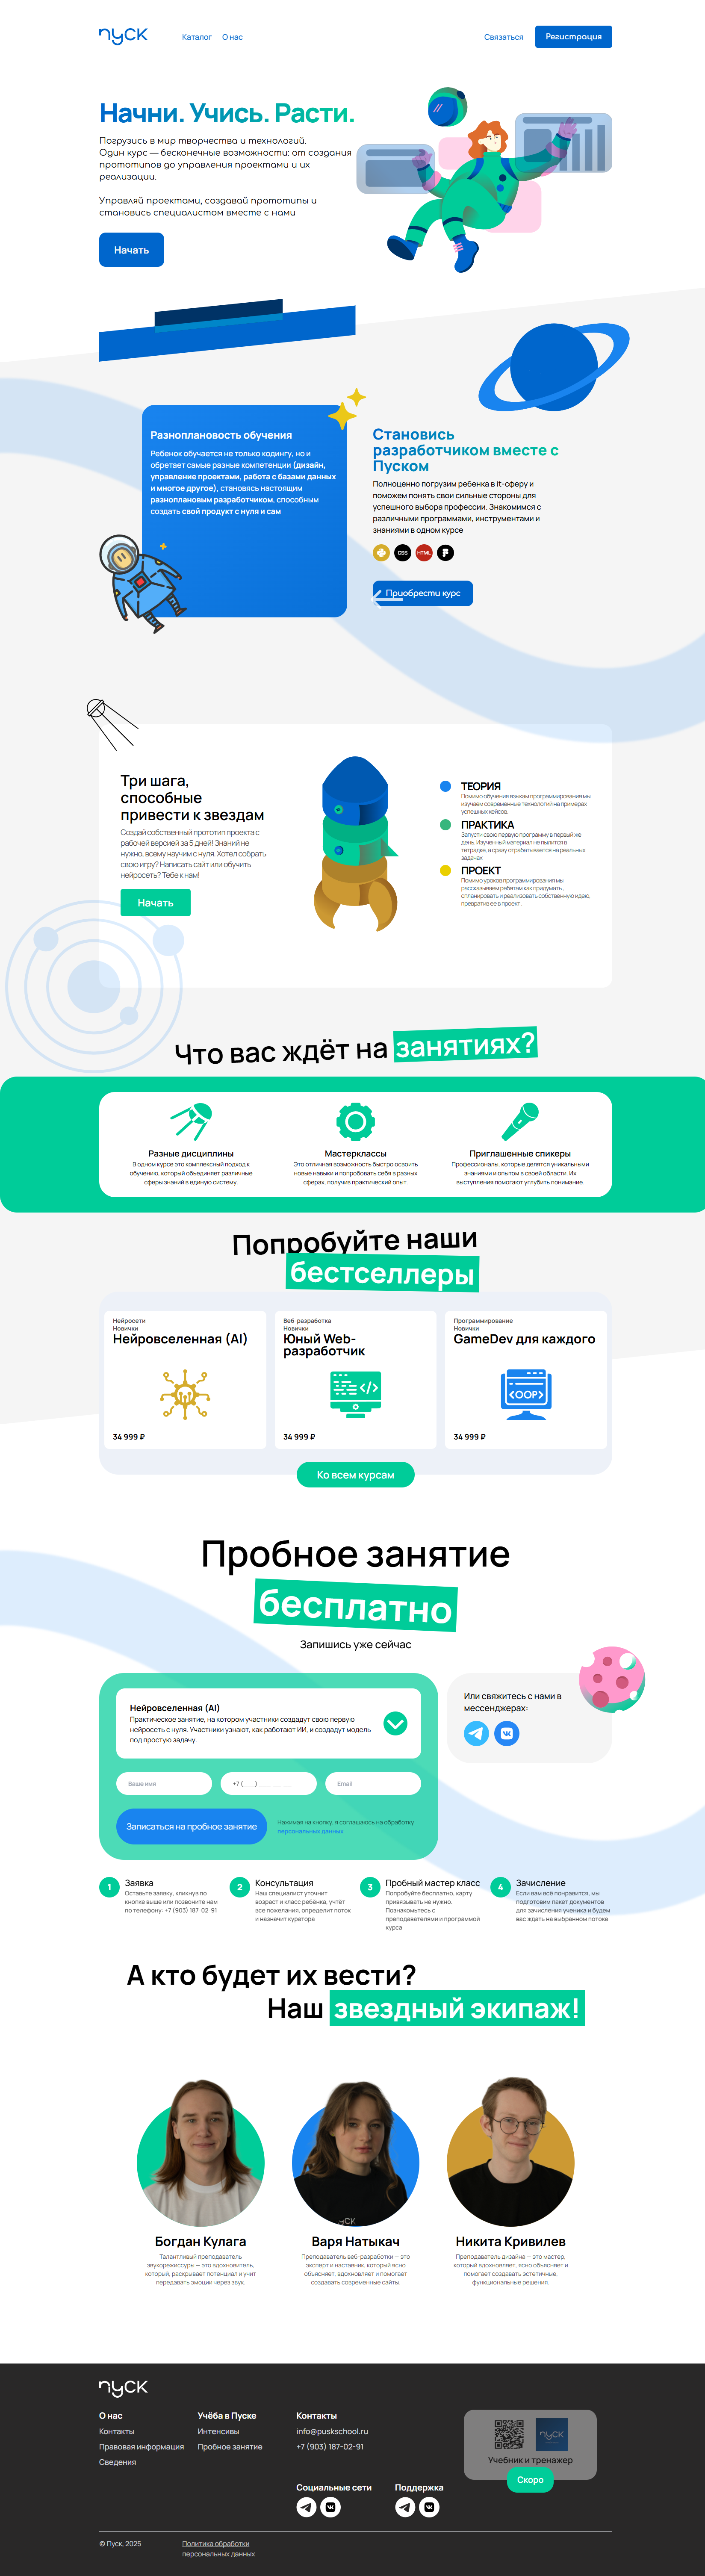 пуск
Каталог
О нас
Связаться
Регистрация
Начни. Учись. Расти.
Погрузись в мир творчества и технологий.
Один курс — бесконечные возможности: от создания
прототипов до управления проектами и их
реализации.
Управляй проектами, создавай прототипы и
становись специалистом вместе с нами
Начать
Разноплановость обучения
Ребенок обучается не только кодингу, но и
обретает самые разные компетенции (дизайн,
управление проектами, работа с базами данных
и многое другое), становясь настоящим
разноплановым разработчиком, способным
создать свой продукт с нуля и сам
Становись
разработчиком вместе с
Пуском
Полноценно погрузим ребенка в it-сферу и
поможем понять свои сильные стороны для
успешного выбора профессии. Знакомимся с
различными программами, инструментами и
знаниями в одном курсе
CSS
HTML
Приобрести курс
Три шага,
способные
привести к звездам
Создай собственный прототип проекта с
рабочей версией за 5 дней! Знаний не
нужно, всему научим с нуля. Хотел собрать
свою игру? Написать сайт или обучить
нейросеть? Тебе к нам!
Начать
ТЕОРИЯ
Помимо обучения языкам программирования мы
изучаем современные технологий на примерах
успешных кейсов.
ПРАКТИКА
Запусти свою первую программу в первый же
день. Изученный материал не пылится в
тетрадке, а сразу отрабатывается на реальных
задачах
ПРОЕКТ
Помимо уроков программирования мы
рассказываем ребятам как придумать,
спланировать и реализовать собственную идею,
превратив ее в проект.
Что вас ждёт на занятиях?
Разные дисциплины
В одном курсе это комплексный подход к
обучению, который объединяет различные
сферы знаний в единую систему.
Мастерклассы
Это отличная возможность быстро освоить
новые навыки и попробовать себя в разных
сферах, получив практический опыт.
Приглашенные спикеры
Профессионалы, которые делятся уникальными
знаниями и опытом в своей области. Их
выступления помогают углубить понимание.
Попробуйте наши
бестселлеры
Нейросети
Новички
Нейровселенная (AI)
34 999 ₽
Веб-разработка
Новички
Юный Web-
разработчик
34 999 ₽
Программирование
Новички
GameDev для каждого
<OOP>
34 999 ₽
Ко всем курсам
Пробное занятие
бесплатно
Запишись уже сейчас
Нейровселенная (AI)
Практическое занятие, на котором участники создадут свою первую
нейросеть с нуля. Участники узнают, как работают ИИ, и создадут модель
под простую задачу.
Ваше имя
+7 (___) ___-__-__
Email
Записаться на пробное занятие
Нажимая на кнопку, я соглашаюсь на обработку
персональных данных
Или свяжитесь с нами в
мессенджерах:
1
Заявка
Оставьте заявку, кликнув по
кнопке выше или позвоните нам
по телефону: +7 (903) 187-02-91
2
Консультация
Наш специалист уточнит
возраст и класс ребёнка, учтёт
все пожелания, определит поток
и назначит куратора
3
Пробный мастер класс
Попробуйте бесплатно, карту
привязывать не нужно.
Познакомьтесь с
преподавателями и программой
курса
4
Зачисление
Если вам всё понравится, мы
подготовим пакет документов
для зачисления ученика и будем
вас ждать на выбранном потоке
А кто будет их вести?
Наш звездный экипаж!
Богдан Кулага
Талантливый преподаватель
звукорежиссуры — это вдохновитель,
который, раскрывает потенциал и учит
передавать эмоции через звук.
Варя Натыкач
Преподаватель веб-разработки — это
эксперт и наставник, который ясно
объясняет, вдохновляет и помогает
создавать современные сайты
Никита Кривилев
Преподаватель дизайна — это мастер,
который вдохновляет, ясно объясняет и
помогает создавать эстетичные,
функциональные решения.
пуск
О нас
Контакты
Правовая информация
Сведения
Учёба в Пуске
Интенсивы
Пробное занятие
Контакты
info@puskschool.ru
+7 (903) 187-02-91
Социальные сети
Поддержка
пуск
Учебник и тренажер
Скоро
© Пуск, 2025
Политика обработки
персональных данных